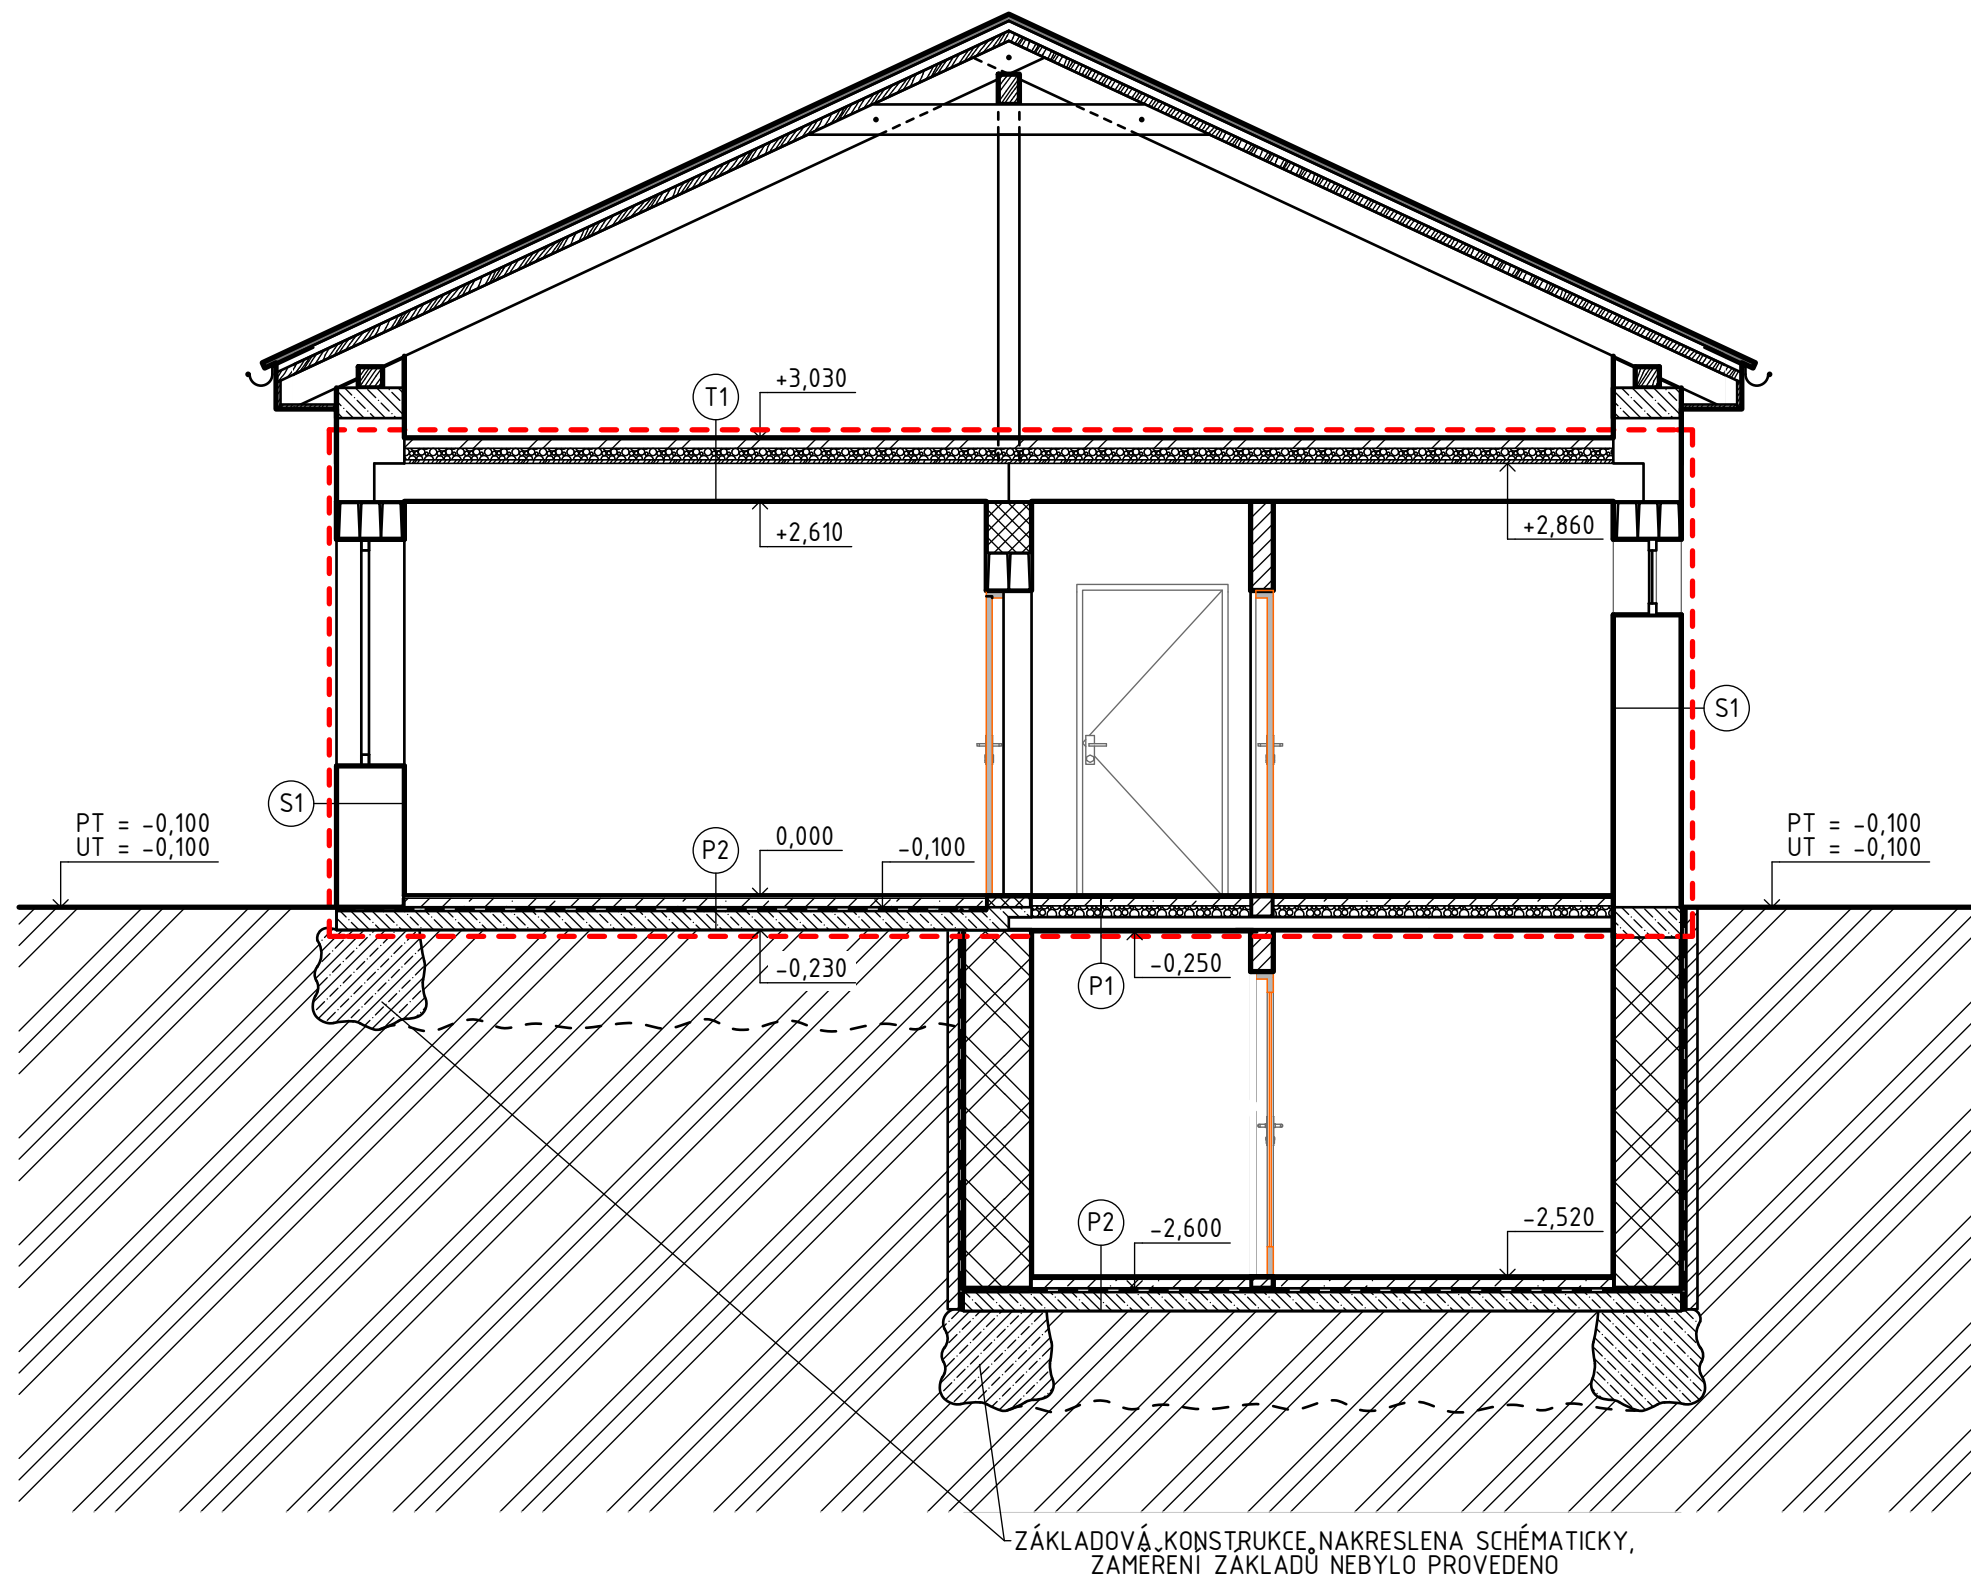 +3,030
T1
+2,610
+2,860
S1
S1
PT = -0,100
UT = -0,100
P2
0,000
-0,100
PT = -0,100
UT = -0,100
-0,230
P1
-0,250
P2
-2,600
-2,520
ZÁKLADOVÁ KONSTRUKCE NAKRESLENA SCHÉMATICKY,
ZAMĚŘENÍ ZÁKLADŮ NEBYLO PROVEDENO